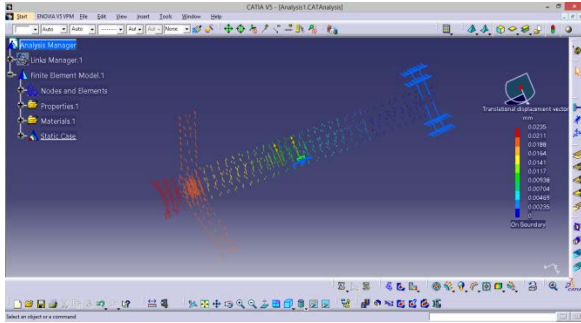 CATIA V5 - [Analysis1.CATAnalysis]
Start ENOVIA V5 VPM File Edit View Insert Tools Window Help
Auto Auto Aut Aut None
Analysis Manager
Links Manager.1
Finite Element Model.1
Nodes and Elements
Properties.1
Materials.1
Static Case
Translational displacement vector
mm
0.0235
0.0211
0.0188
0.0164
0.0141
0.0117
0.00938
0.00704
0.00469
0.00235
0
On Boundary
Select an object or a command